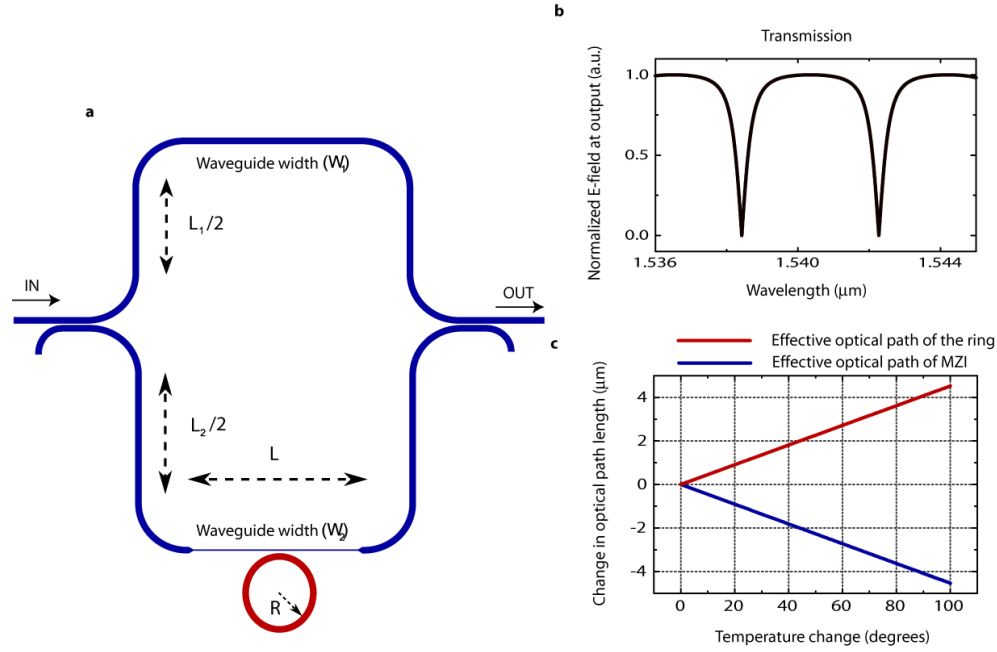 a
Waveguide width (W₁)
L₁/2
IN
OUT
L₂/2
L
Waveguide width (W₂)
R
b
Transmission
Normalized E-field at output (a.u.)
1.0
0.5
0.0
1.536
1.540
1.544
Wavelength (μm)
c
Effective optical path of the ring
Effective optical path of MZI
Change in optical path length (μm)
4
2
0
-2
-4
0
20
40
60
80
100
Temperature change (degrees)